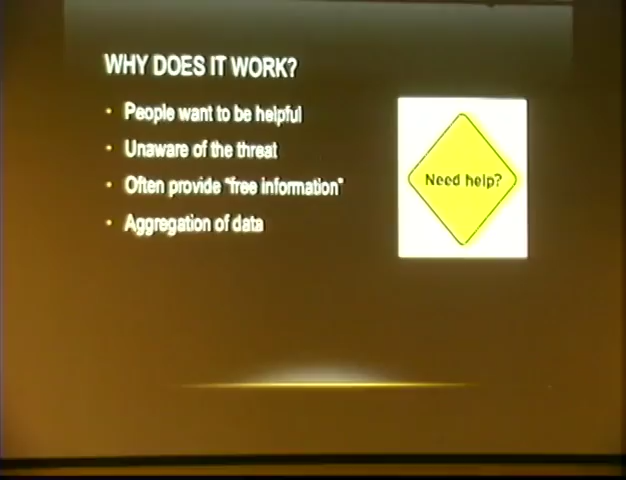 WHY DOES IT WORK?
• People want to be helpful
• Unaware of the threat
• Often provide "free information"
• Aggregation of data
Need help?